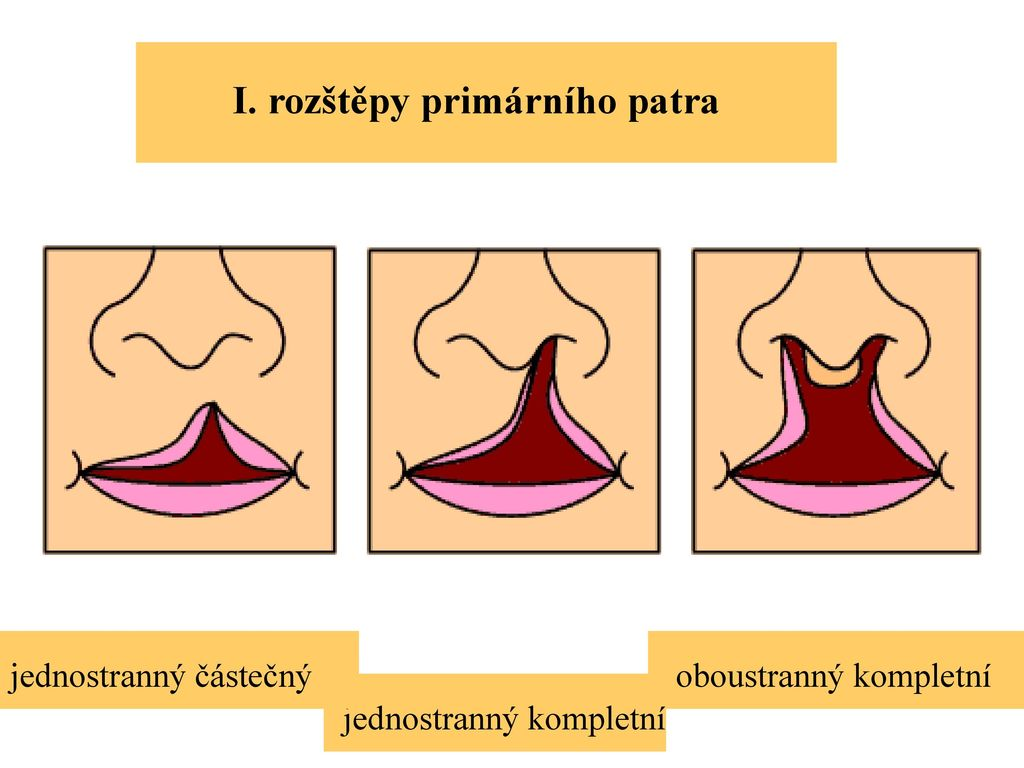 I. rozštěpy primárního patra
jednostranný částečný
jednostranný kompletní
oboustranný kompletní